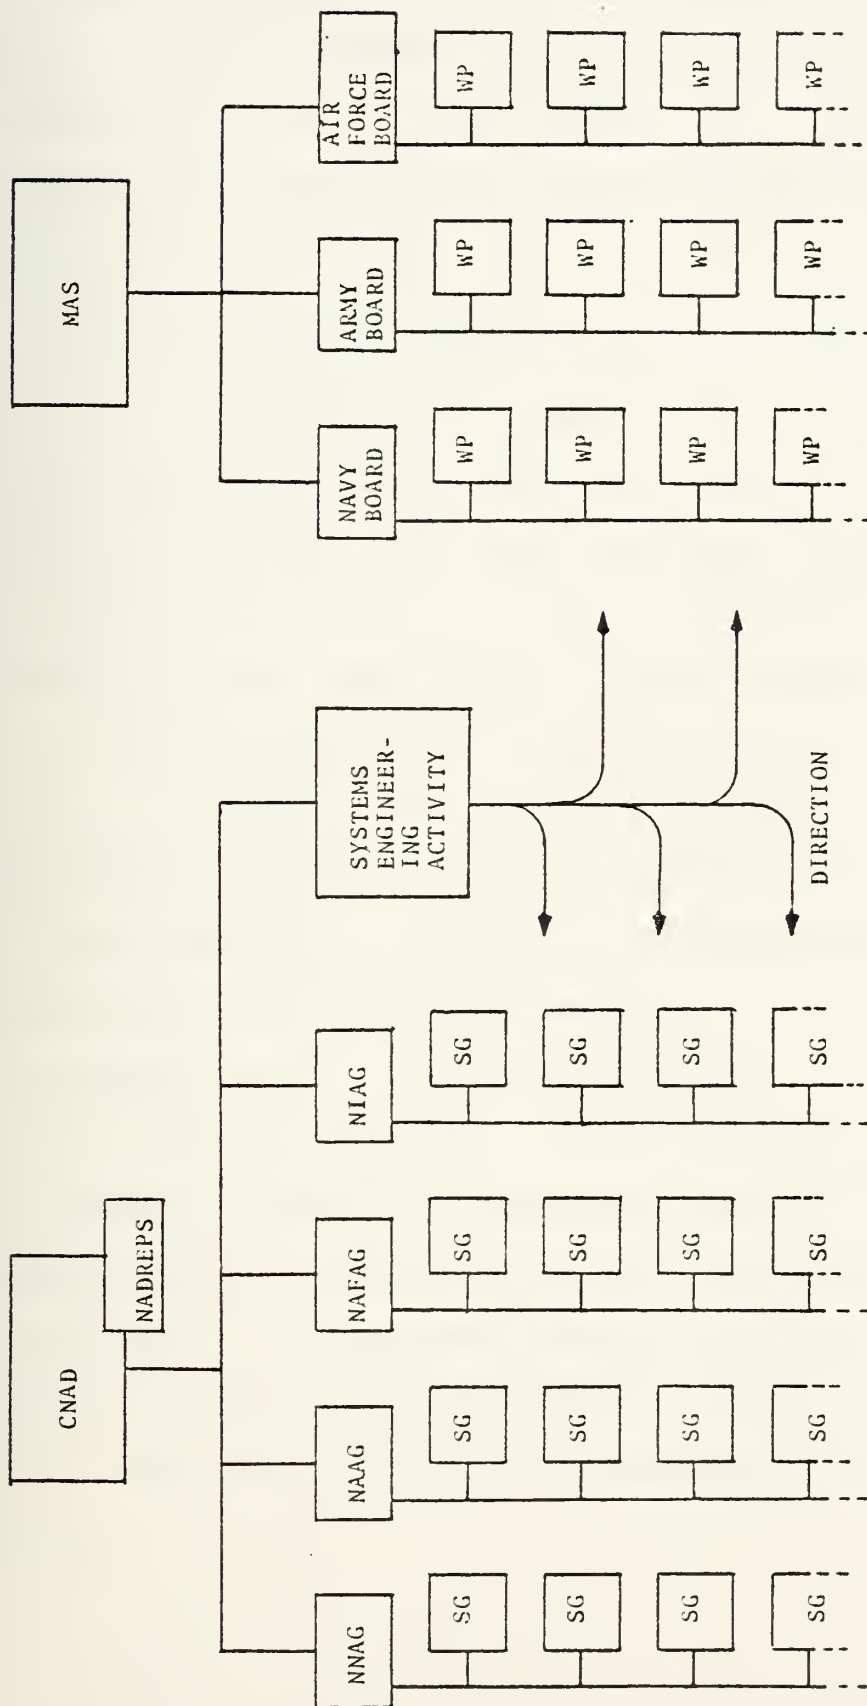 CNAD
NADREPS
MAS
NNAG
NAAG
NAFAG
NIAG
SYSTEMS
ENGINEER-
ING
ACTIVITY
NAVY
BOARD
ARMY
BOARD
AIR
FORCE
BOARD
SG
SG
SG
SG
WP
WP
WP
SG
SG
SG
SG
WP
WP
WP
SG
SG
SG
SG
WP
WP
WP
SG
SG
SG
SG
WP
WP
WP
DIRECTION